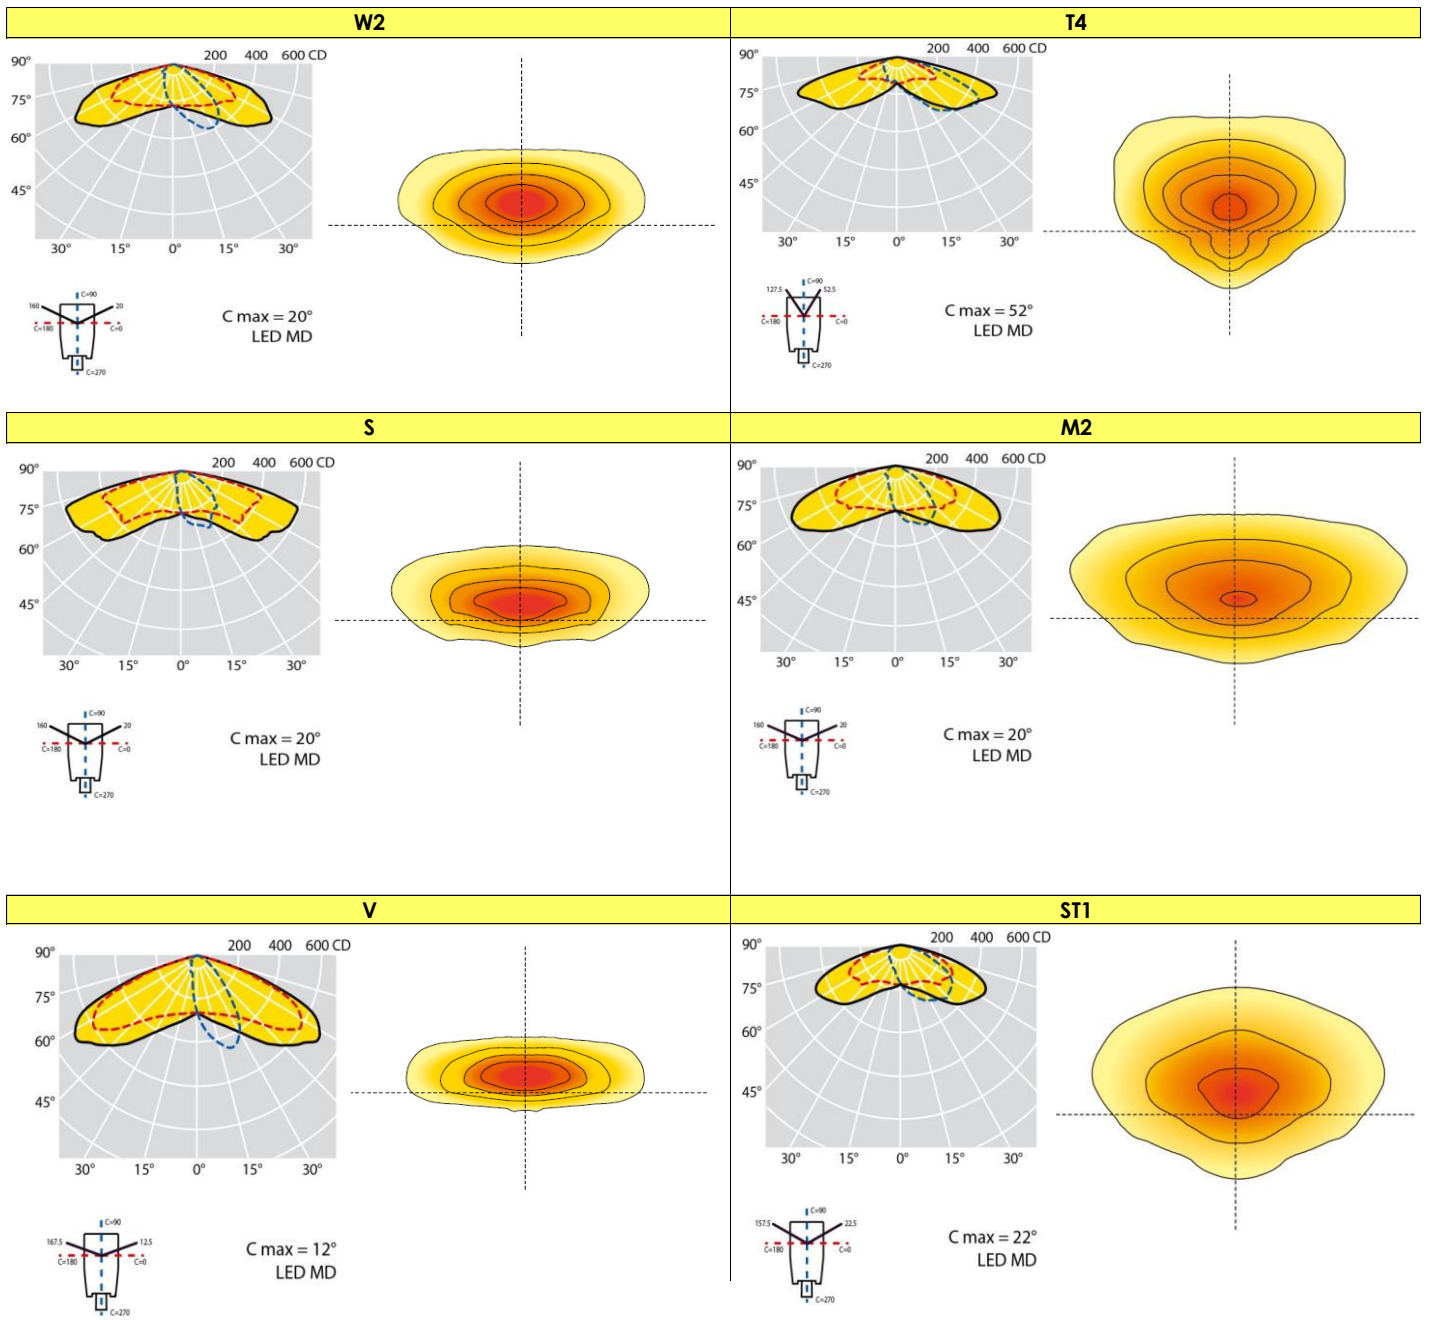 W2
200 400 600 CD
90°
75°
60°
45°
30° 15° 0° 15° 30°
C=90
160 20
C=180 C=0
C=270
C max = 20°
LED MD
T4
200 400 600 CD
90°
75°
60°
45°
30° 15° 0° 15° 30°
C=90
127.5 52.5
C=180 C=0
C=270
C max = 52°
LED MD
S
200 400 600 CD
90°
75°
60°
45°
30° 15° 0° 15° 30°
C=90
160 20
C=180 C=0
C=270
C max = 20°
LED MD
M2
200 400 600 CD
90°
75°
60°
45°
30° 15° 0° 15° 30°
C=90
160 20
C=180 C=0
C=270
C max = 20°
LED MD
V
200 400 600 CD
90°
75°
60°
45°
30° 15° 0° 15° 30°
C=90
167.5 12.5
C=180 C=0
C=270
C max = 12°
LED MD
ST1
200 400 600 CD
90°
75°
60°
45°
30° 15° 0° 15° 30°
C=90
157.5 22.5
C=180 C=0
C=270
C max = 22°
LED MD